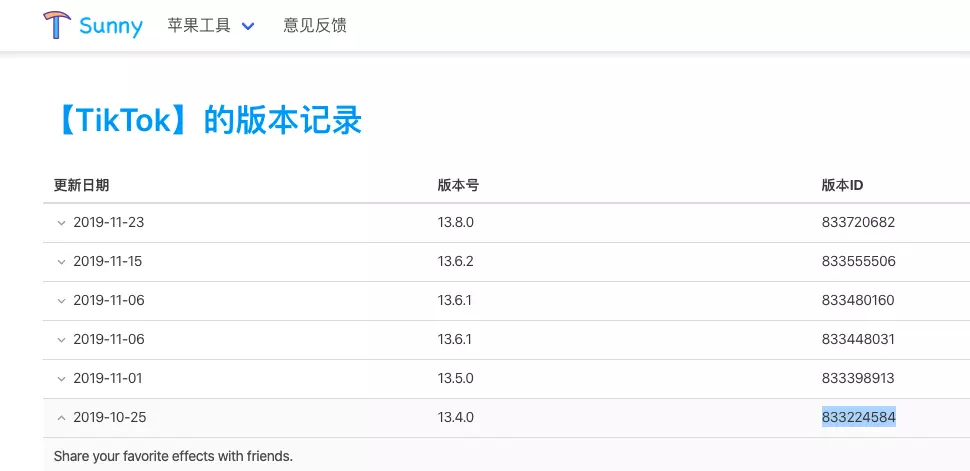 Sunny 苹果工具 意见反馈
【TikTok】的版本记录
更新日期 版本号 版本ID
2019-11-23 13.8.0 833720682
2019-11-15 13.6.2 833555506
2019-11-06 13.6.1 833480160
2019-11-06 13.6.1 833448031
2019-11-01 13.5.0 833398913
2019-10-25 13.4.0 833224584
Share your favorite effects with friends.